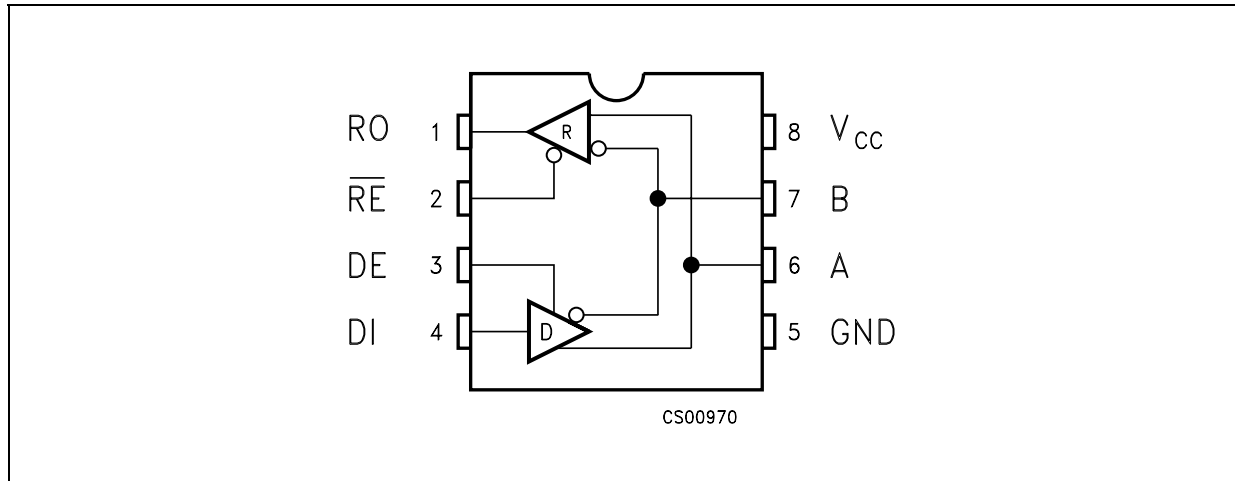 RO 1 R 8 VCC
RE 2 7 B
DE 3 6 A
DI 4 D 5 GND
CS00970